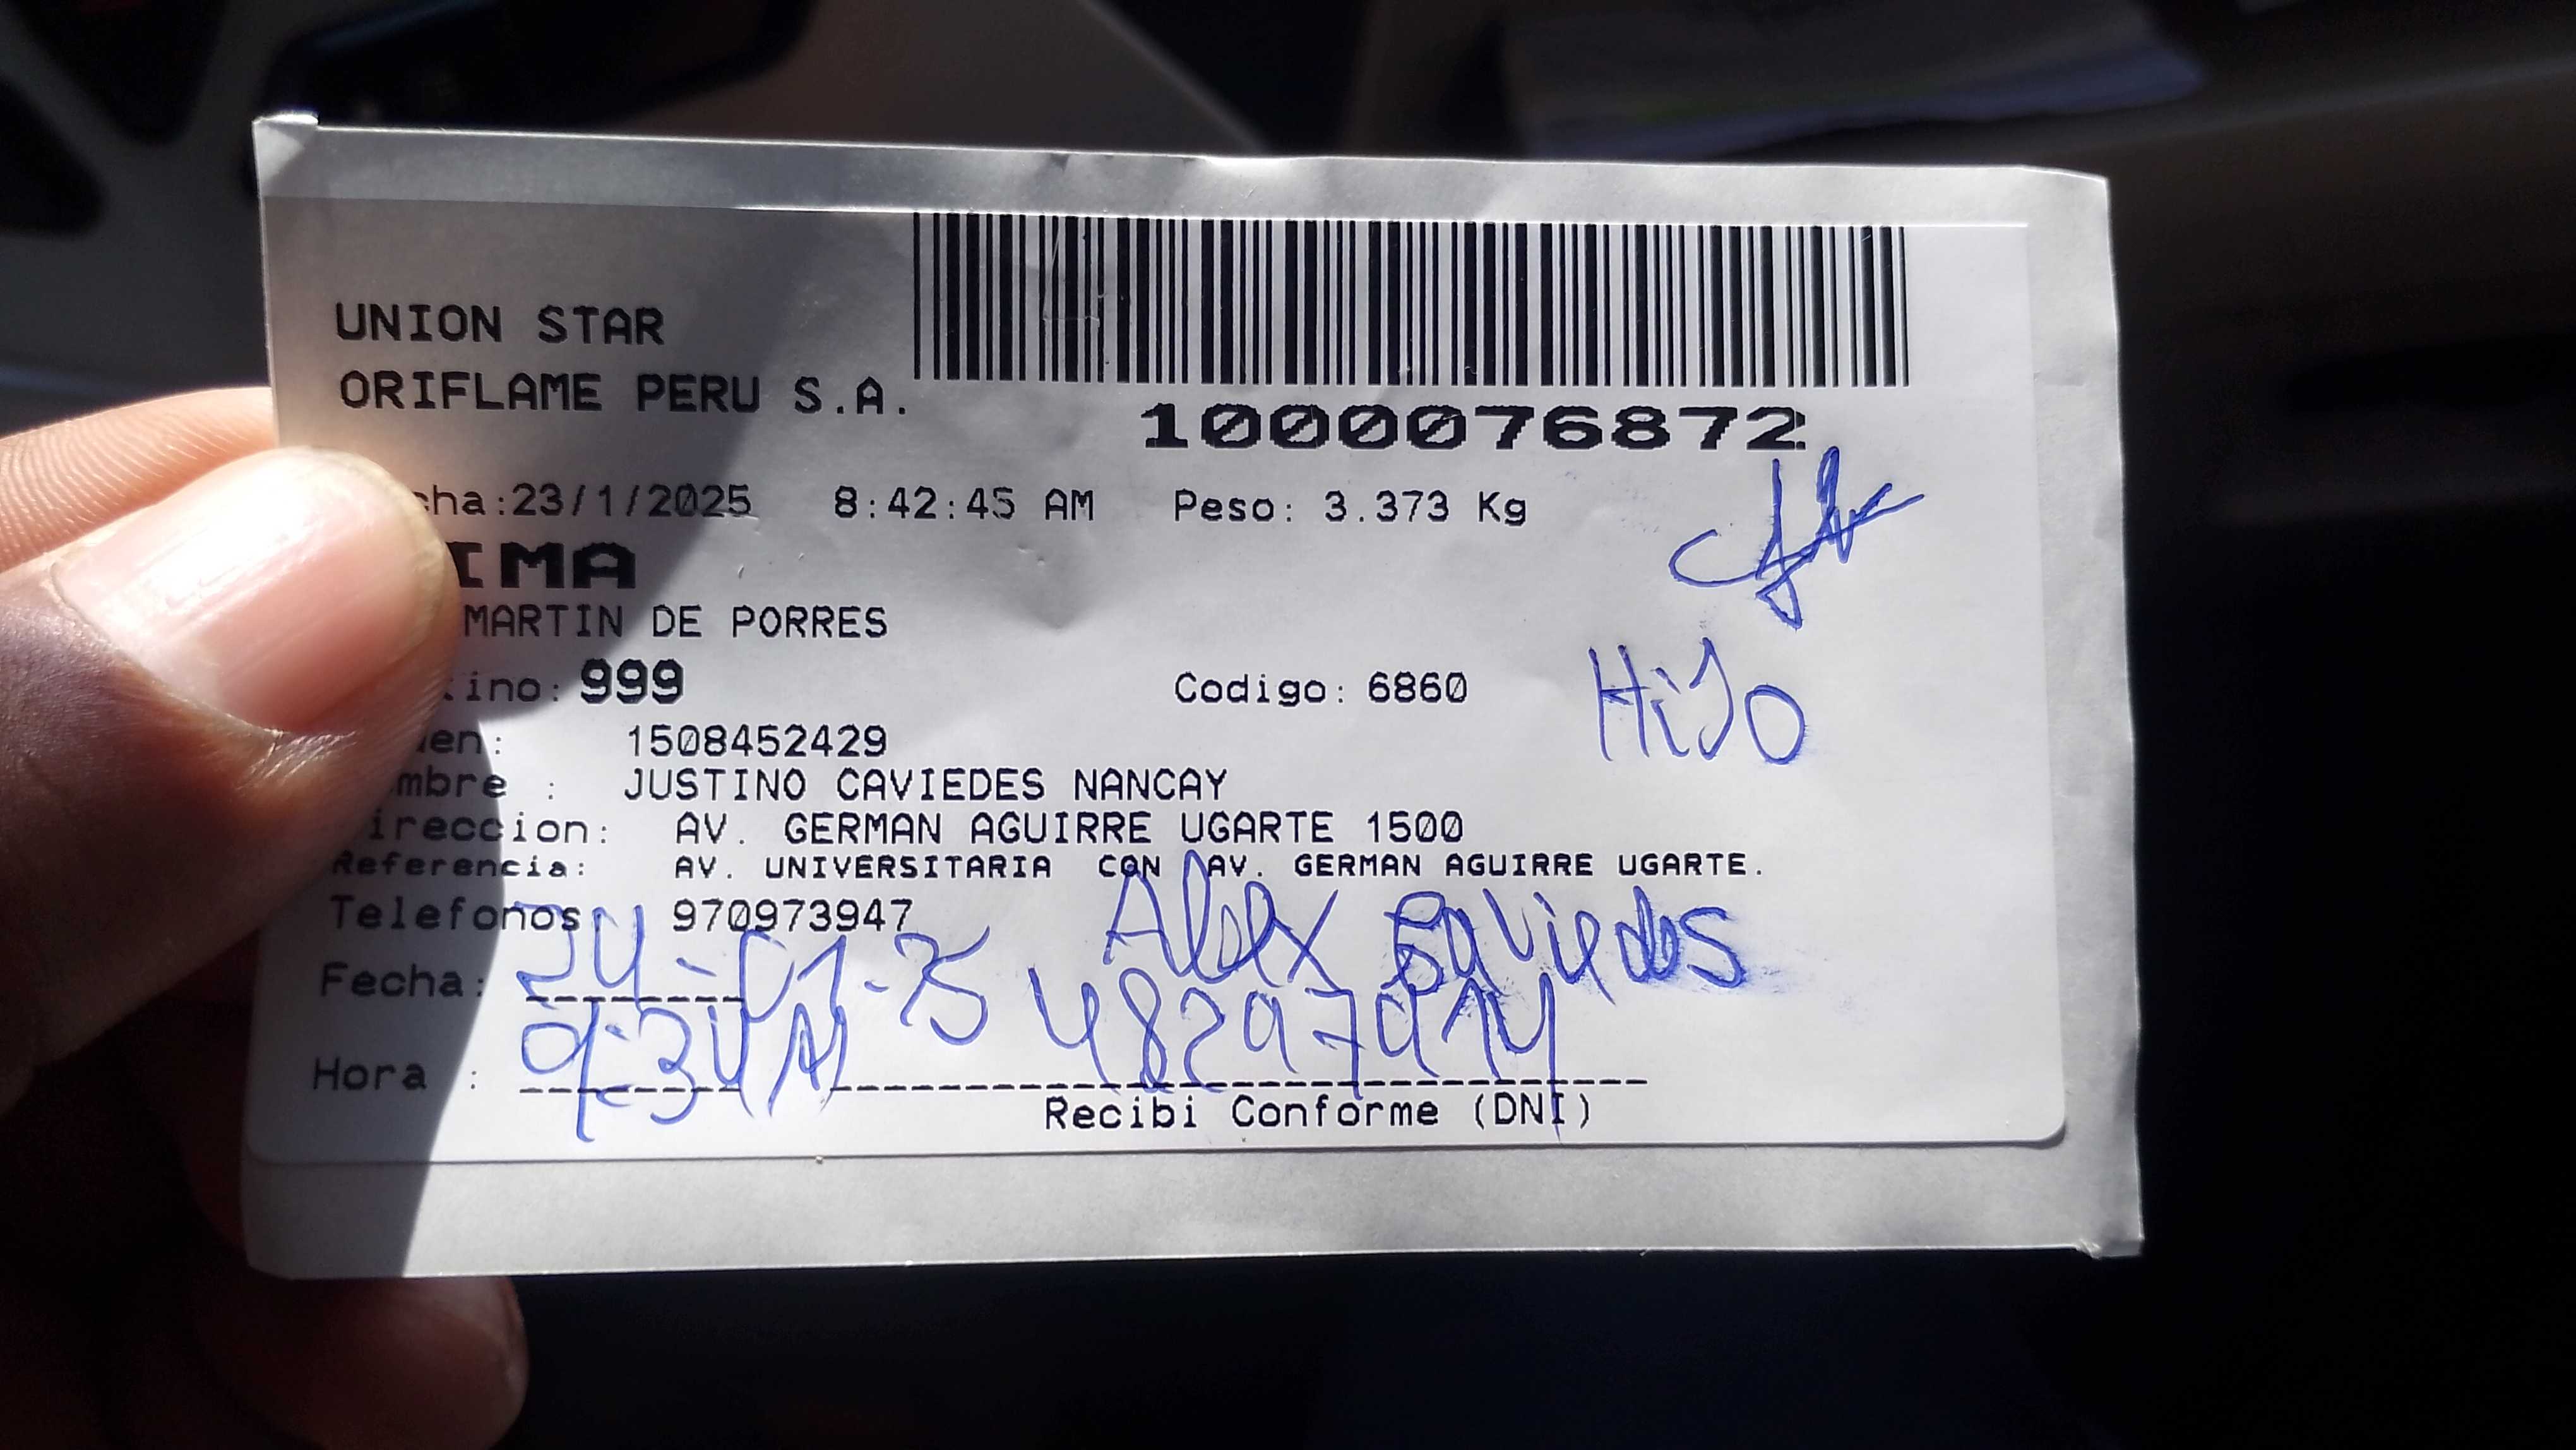 UNION STAR
ORIFLAME PERU S.A.
1000076872
cha:23/1/2025 8:42:45 AM Peso: 3.373 Kg
IMA
MARTIN DE PORRES
ino: 999 Codigo: 6860
HiJo
en: 1508452429
mbre : JUSTINO CAVIEDES NANCAY
ireccion: AV. GERMAN AGUIRRE UGARTE 1500
Referencia: AV. UNIVERSITARIA CON AV. GERMAN AGUIRRE UGARTE.
Telefonos: 970973947
Alex Caviedes
Fecha: 24-01-25
48297914
Hora :
Recibi Conforme (DNI)